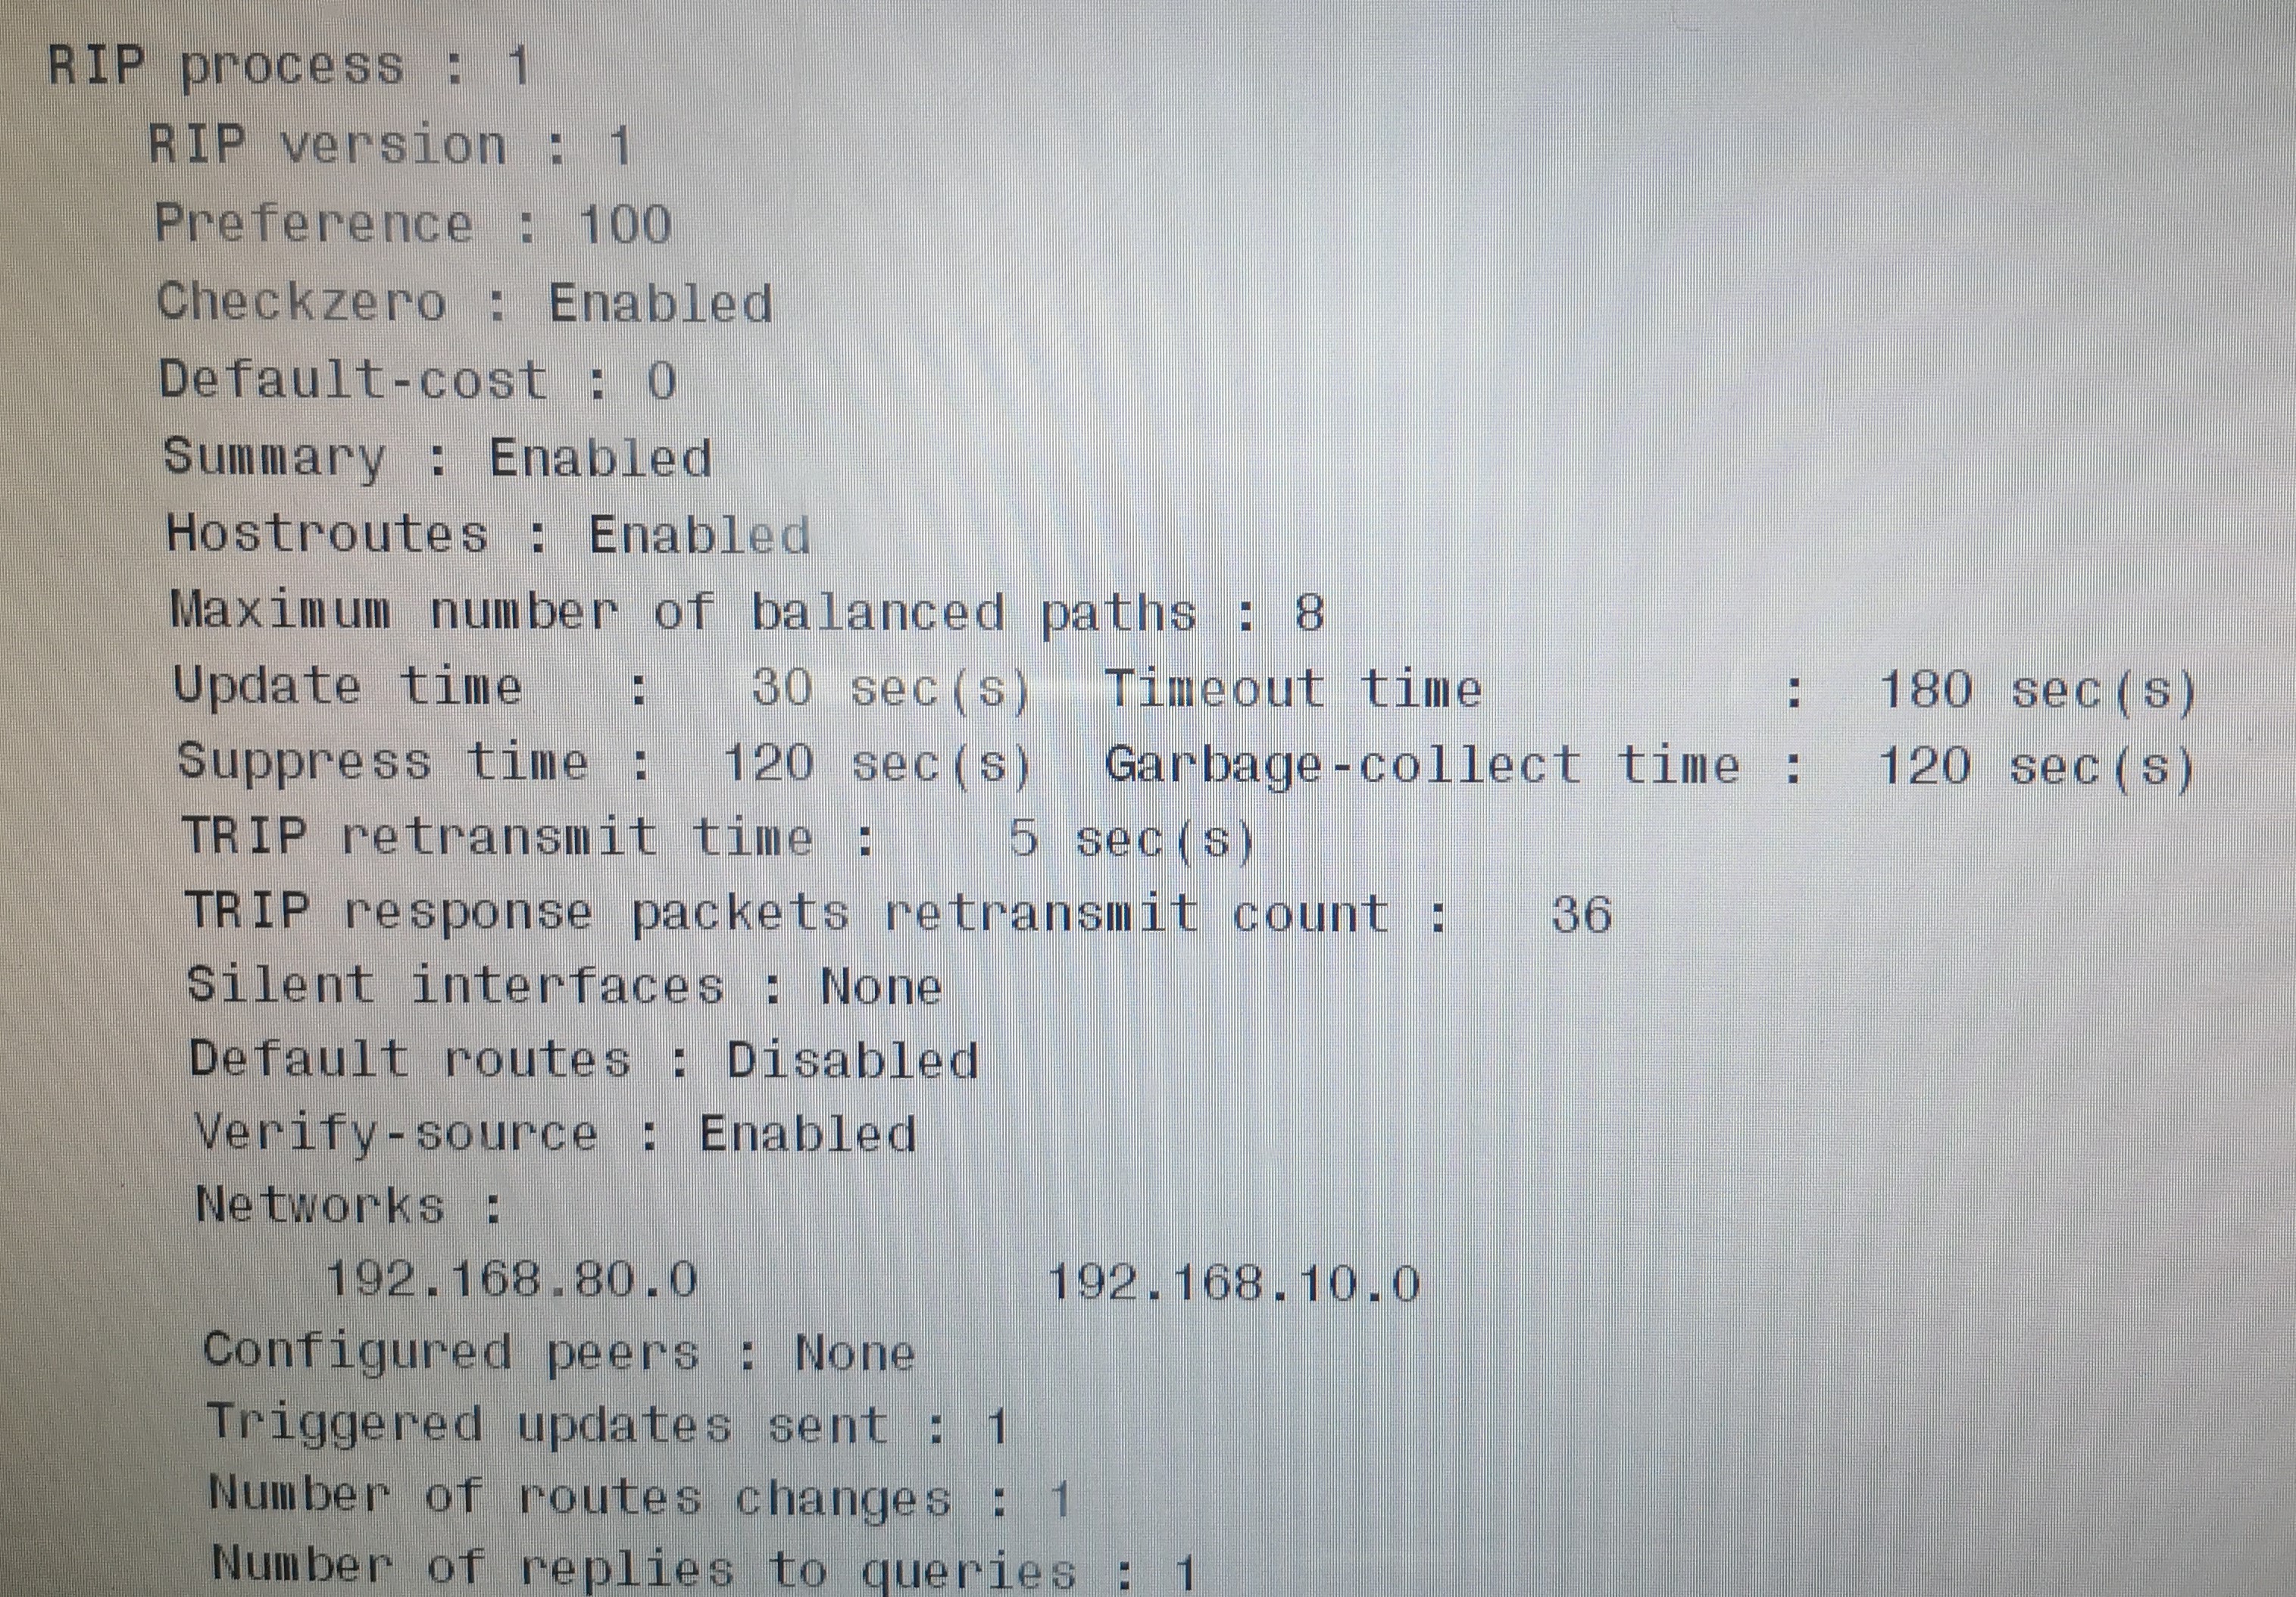 RIP process : 1
RIP version : 1
Preference : 100
Checkzero : Enabled
Default-cost : 0
Summary : Enabled
Hostroutes : Enabled
Maximum number of balanced paths : 8
Update time   :   30 sec(s)  Timeout time         :  180 sec(s)
Suppress time :  120 sec(s)  Garbage-collect time :  120 sec(s)
TRIP retransmit time :    5 sec(s)
TRIP response packets retransmit count :   36
Silent interfaces : None
Default routes : Disabled
Verify-source : Enabled
Networks :
192.168.80.0            192.168.10.0
Configured peers : None
Triggered updates sent : 1
Number of routes changes : 1
Number of replies to queries : 1